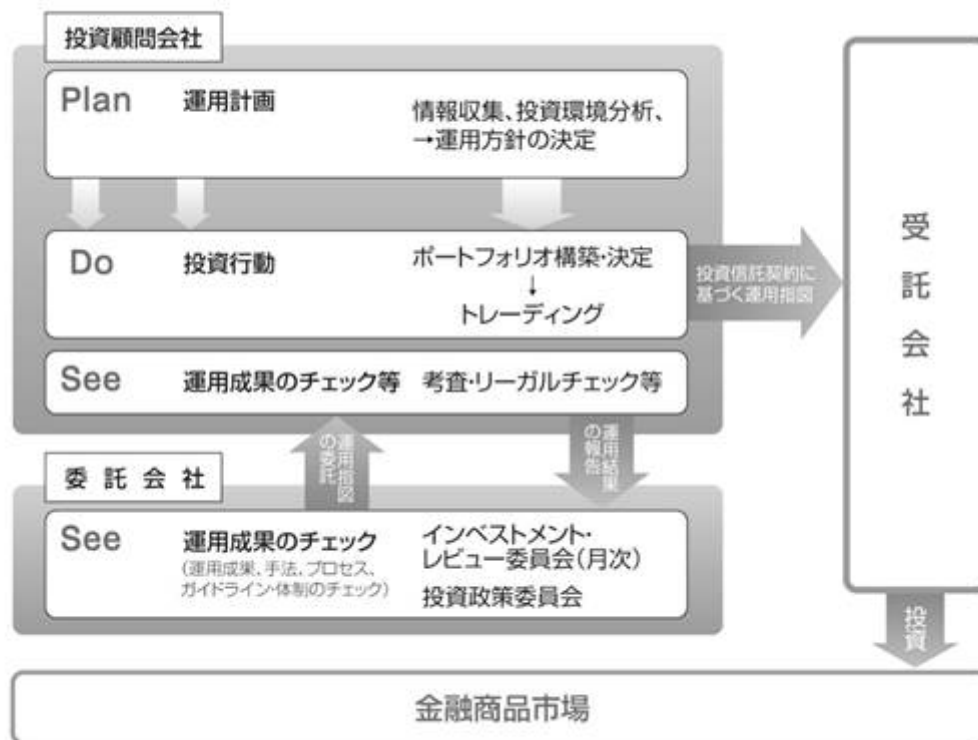 投資顧問会社
Plan 運用計画 情報収集、投資環境分析、
→運用方針の決定
Do 投資行動 ポートフォリオ構築・決定
↓
トレーディング
See 運用成果のチェック等 考査・リーガルチェック等
投資信託契約に
基づく運用指図
受託会社
運用指図
の委託
運用結果
の報告
委託会社
See 運用成果のチェック
(運用成果、手法、プロセス、
ガイドライン・体制のチェック)
インベストメント・
レビュー委員会(月次)
投資政策委員会
投資
金融商品市場